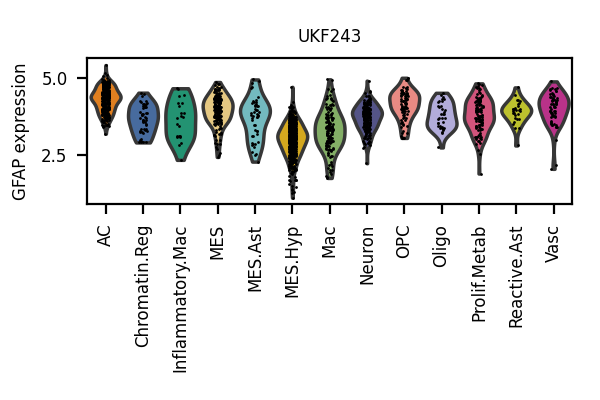 UKF243
GFAP expression
5.0
2.5
AC
Chromatin.Reg
Inflammatory.Mac
MES
MES.Ast
MES.Hyp
Mac
Neuron
OPC
Oligo
Prolif.Metab
Reactive.Ast
Vasc